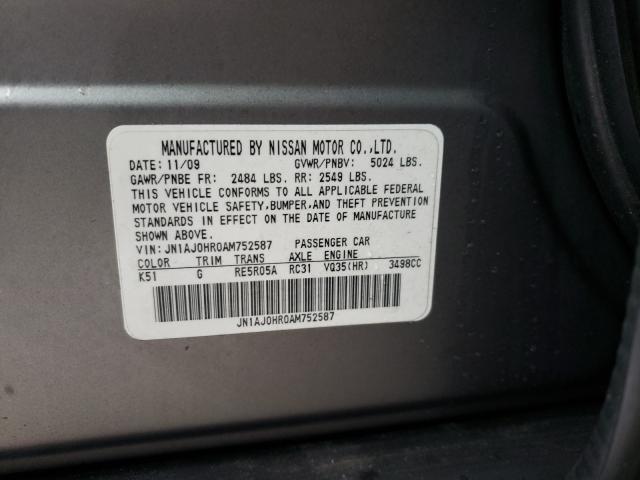 MANUFACTURED BY NISSAN MOTOR CO.,LTD.
DATE: 11/09 GVWR/PNBV: 5024 LBS.
GAWR/PNBE FR: 2484 LBS. RR: 2549 LBS.
THIS VEHICLE CONFORMS TO ALL APPLICABLE FEDERAL
MOTOR VEHICLE SAFETY,BUMPER,AND THEFT PREVENTION
STANDARDS IN EFFECT ON THE DATE OF MANUFACTURE
SHOWN ABOVE.
VIN: JN1AJ0HR0AM752587 PASSENGER CAR
COLOR TRIM TRANS AXLE ENGINE
K51 G RE5R05A RC31 VQ35(HR) 3498CC
JN1AJ0HR0AM752587